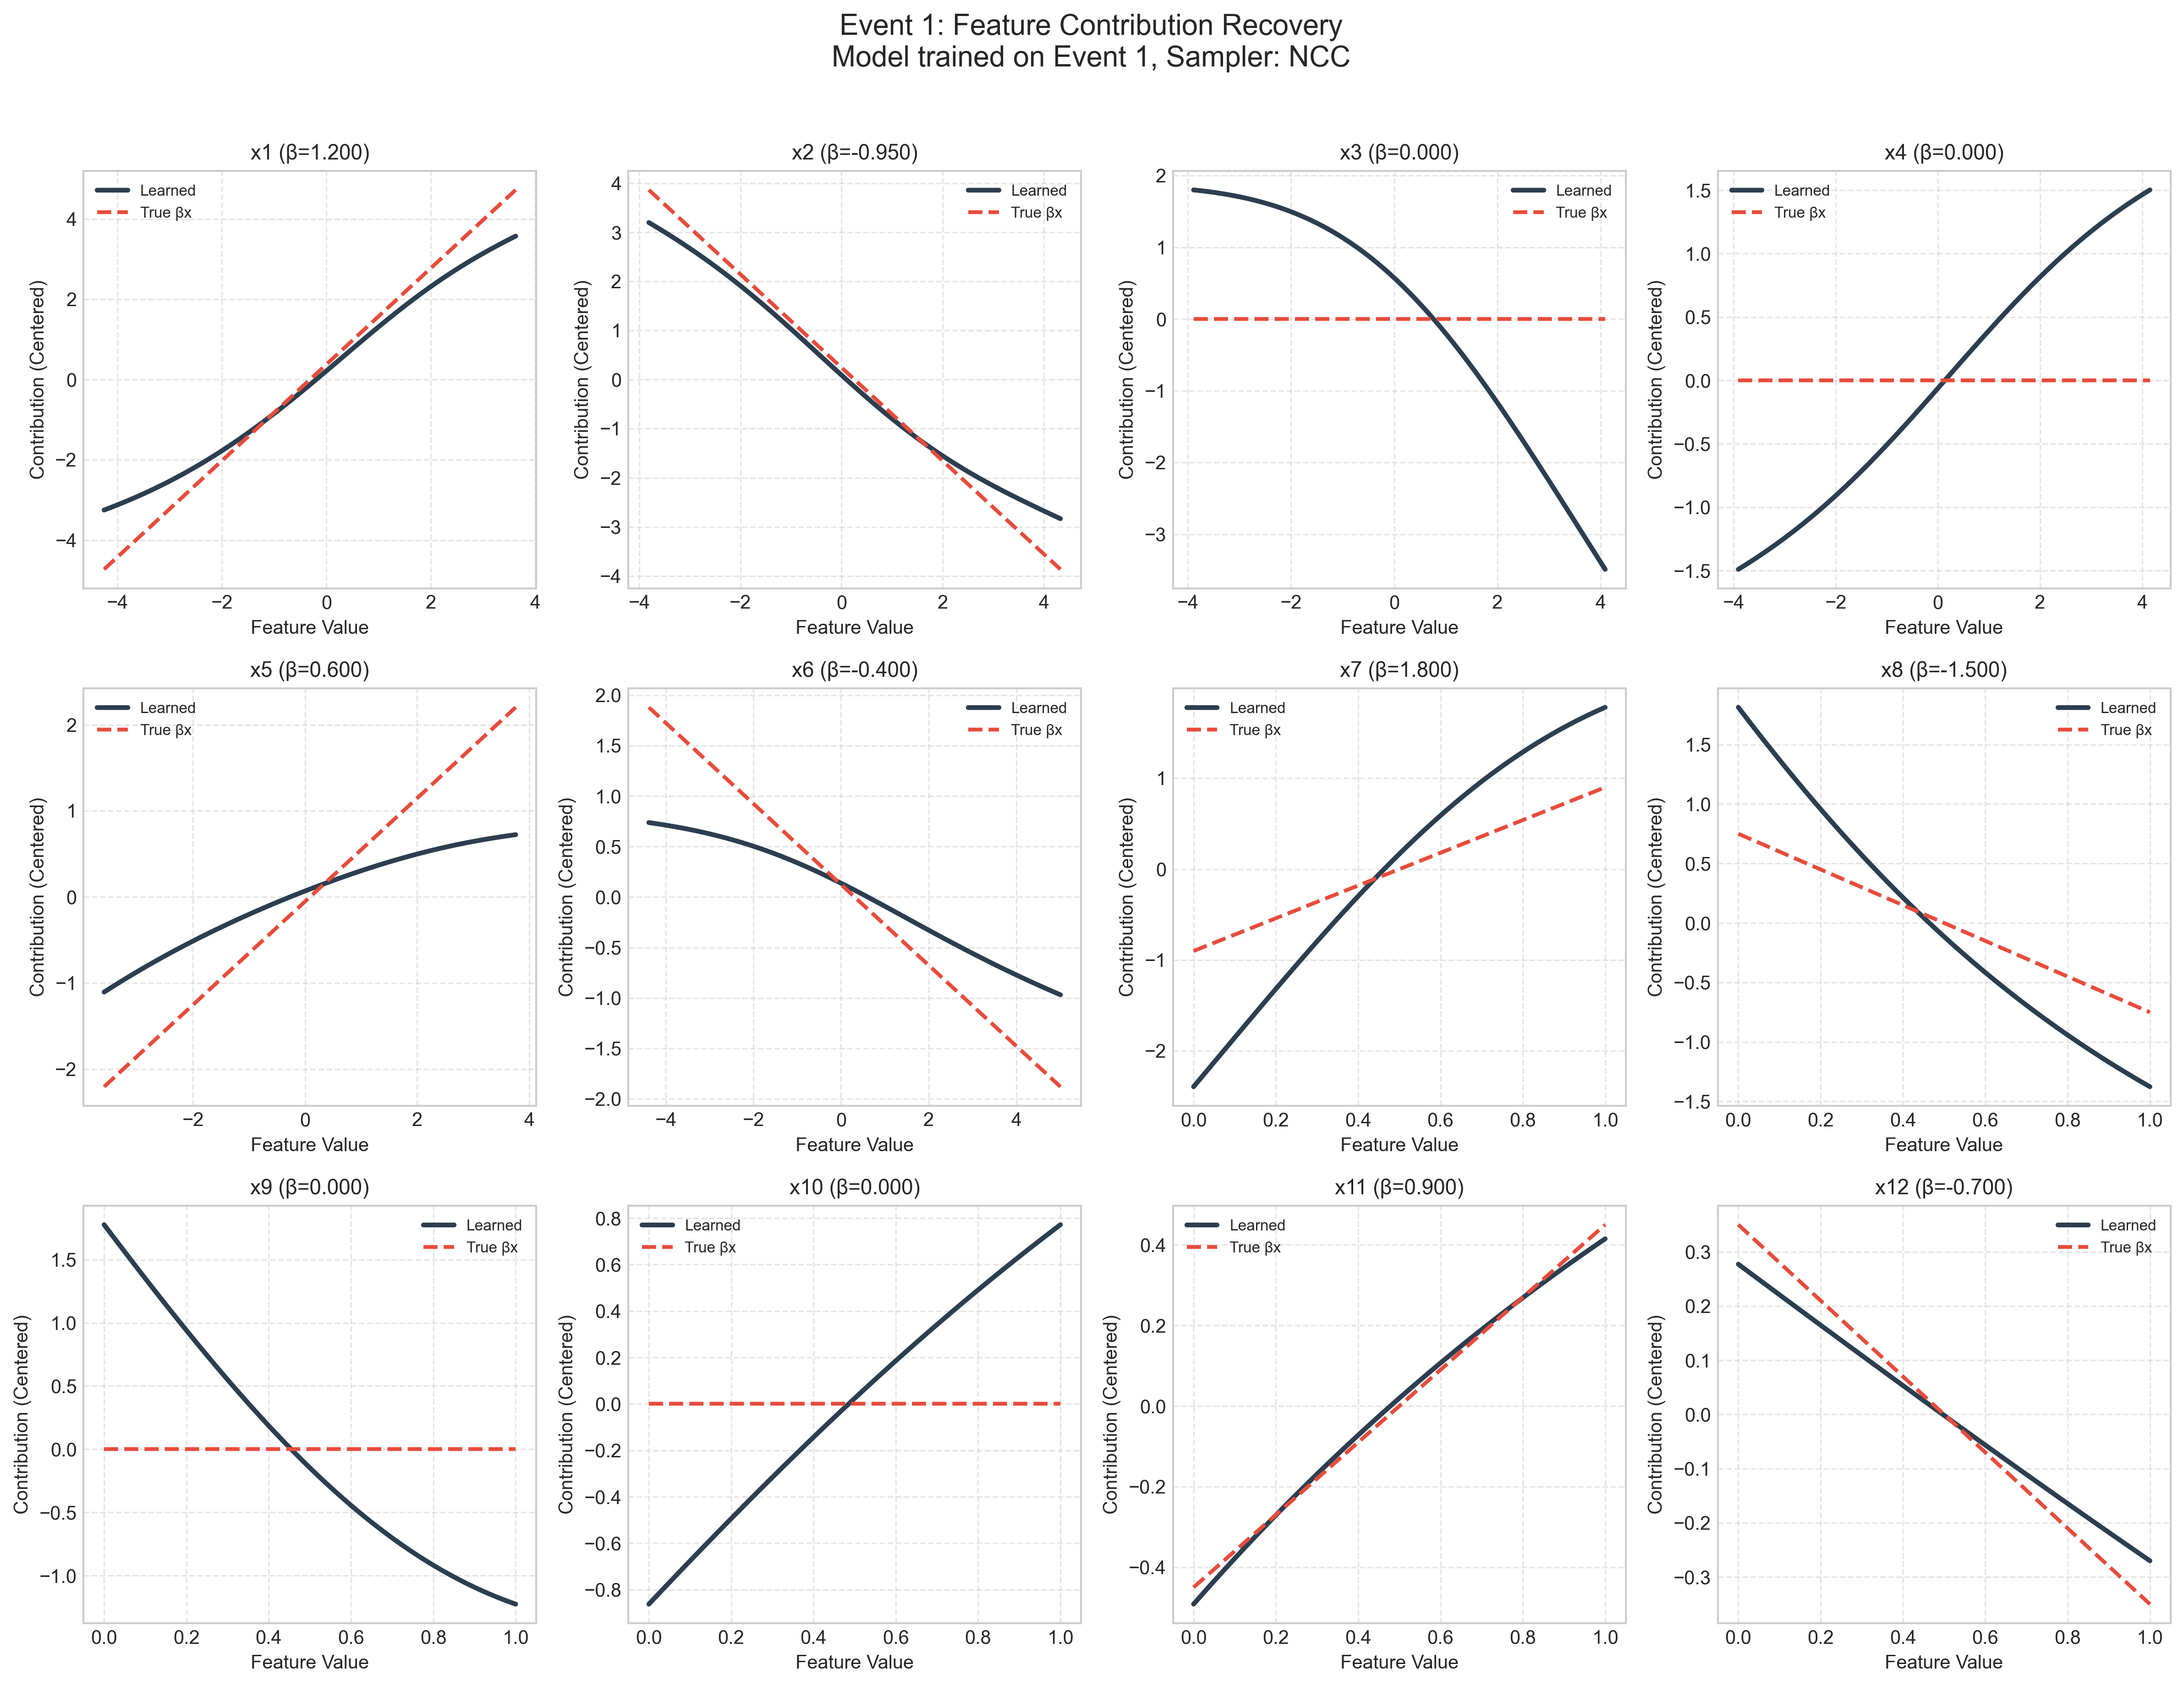 Event 1: Feature Contribution Recovery
Model trained on Event 1, Sampler: NCC
x1 (β=1.200)
Learned
True βx
Contribution (Centered)
4
2
0
−2
−4
−4 −2 0 2 4
Feature Value
x2 (β=-0.950)
Learned
True βx
Contribution (Centered)
4
3
2
1
0
−1
−2
−3
−4
−4 −2 0 2 4
Feature Value
x3 (β=0.000)
Learned
True βx
Contribution (Centered)
2
1
0
−1
−2
−3
−4 −2 0 2 4
Feature Value
x4 (β=0.000)
Learned
True βx
Contribution (Centered)
1.5
1.0
0.5
0.0
−0.5
−1.0
−1.5
−4 −2 0 2 4
Feature Value
x5 (β=0.600)
Learned
True βx
Contribution (Centered)
2
1
0
−1
−2
−2 0 2 4
Feature Value
x6 (β=-0.400)
Learned
True βx
Contribution (Centered)
2.0
1.5
1.0
0.5
0.0
−0.5
−1.0
−1.5
−2.0
−4 −2 0 2 4
Feature Value
x7 (β=1.800)
Learned
True βx
Contribution (Centered)
1
0
−1
−2
0.0 0.2 0.4 0.6 0.8 1.0
Feature Value
x8 (β=-1.500)
Learned
True βx
Contribution (Centered)
1.5
1.0
0.5
0.0
−0.5
−1.0
−1.5
0.0 0.2 0.4 0.6 0.8 1.0
Feature Value
x9 (β=0.000)
Learned
True βx
Contribution (Centered)
1.5
1.0
0.5
0.0
−0.5
−1.0
0.0 0.2 0.4 0.6 0.8 1.0
Feature Value
x10 (β=0.000)
Learned
True βx
Contribution (Centered)
0.8
0.6
0.4
0.2
0.0
−0.2
−0.4
−0.6
−0.8
0.0 0.2 0.4 0.6 0.8 1.0
Feature Value
x11 (β=0.900)
Learned
True βx
Contribution (Centered)
0.4
0.2
0.0
−0.2
−0.4
0.0 0.2 0.4 0.6 0.8 1.0
Feature Value
x12 (β=-0.700)
Learned
True βx
Contribution (Centered)
0.3
0.2
0.1
0.0
−0.1
−0.2
−0.3
0.0 0.2 0.4 0.6 0.8 1.0
Feature Value